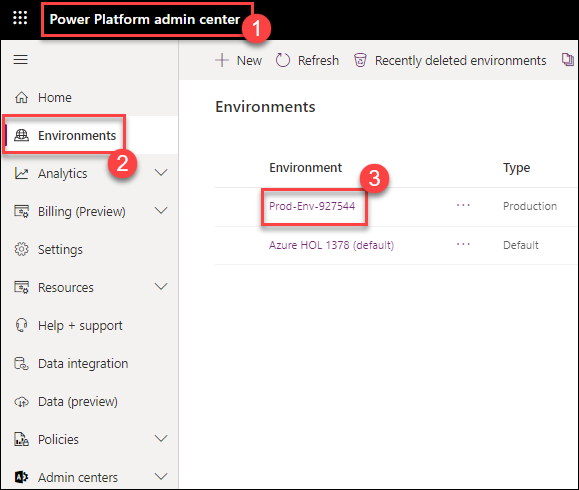 Power Platform admin center
1
New Refresh Recently deleted environments
Home
Environments
2
Analytics
Billing (Preview)
Settings
Resources
Help + support
Data integration
Data (preview)
Policies
Admin centers
Environments
Environment Type
3
Prod-Env-927544 ··· Production
Azure HOL 1378 (default) ··· Default